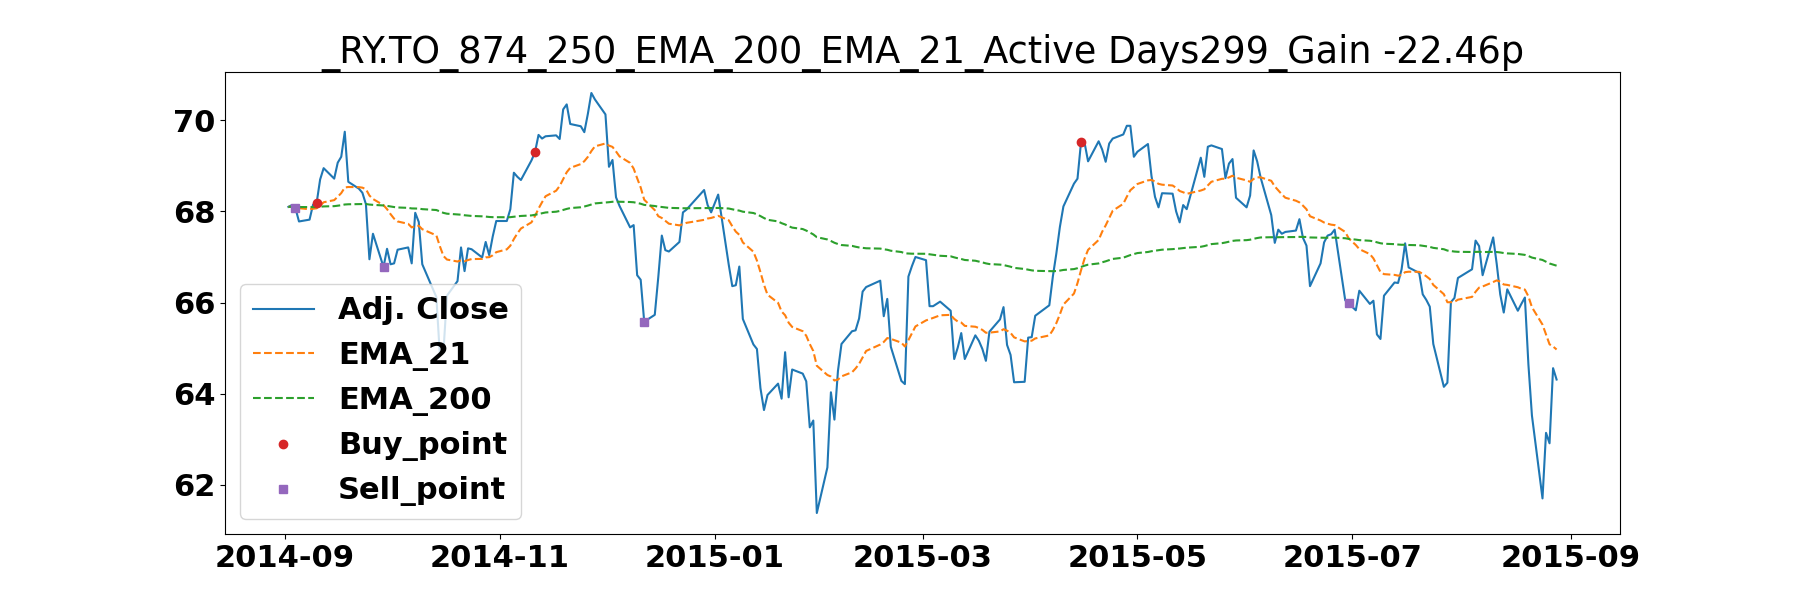 _RY.TO_874_250_EMA_200_EMA_21_Active Days299_Gain -22.46p
70
68
66
64
62
Adj. Close
EMA_21
EMA_200
Buy_point
Sell_point
2014-09 2014-11 2015-01 2015-03 2015-05 2015-07 2015-09